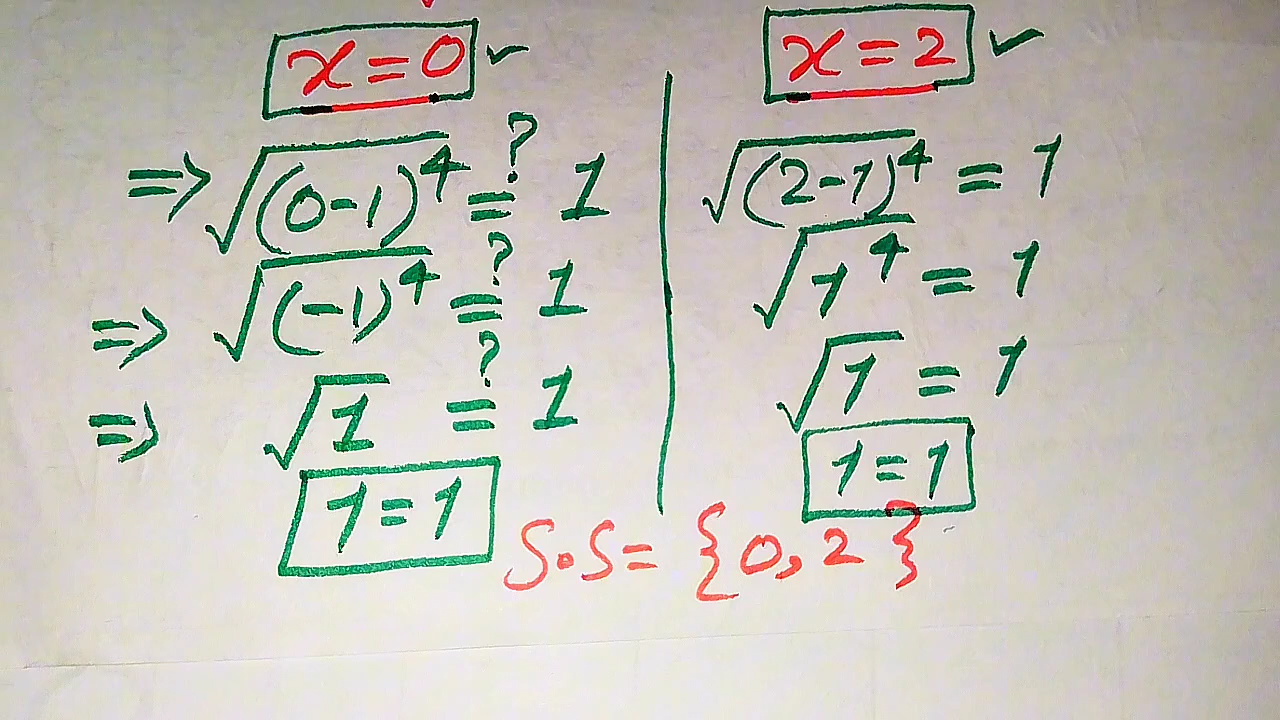 x=0 ✓
⇒ √(0-1)⁴ =? 1
⇒ √(-1)⁴ =? 1
⇒ √1 =? 1
1=1
x=2 ✓
√(2-1)⁴ = 1
√1⁴ = 1
√1 = 1
1=1
S.S= {0,2}